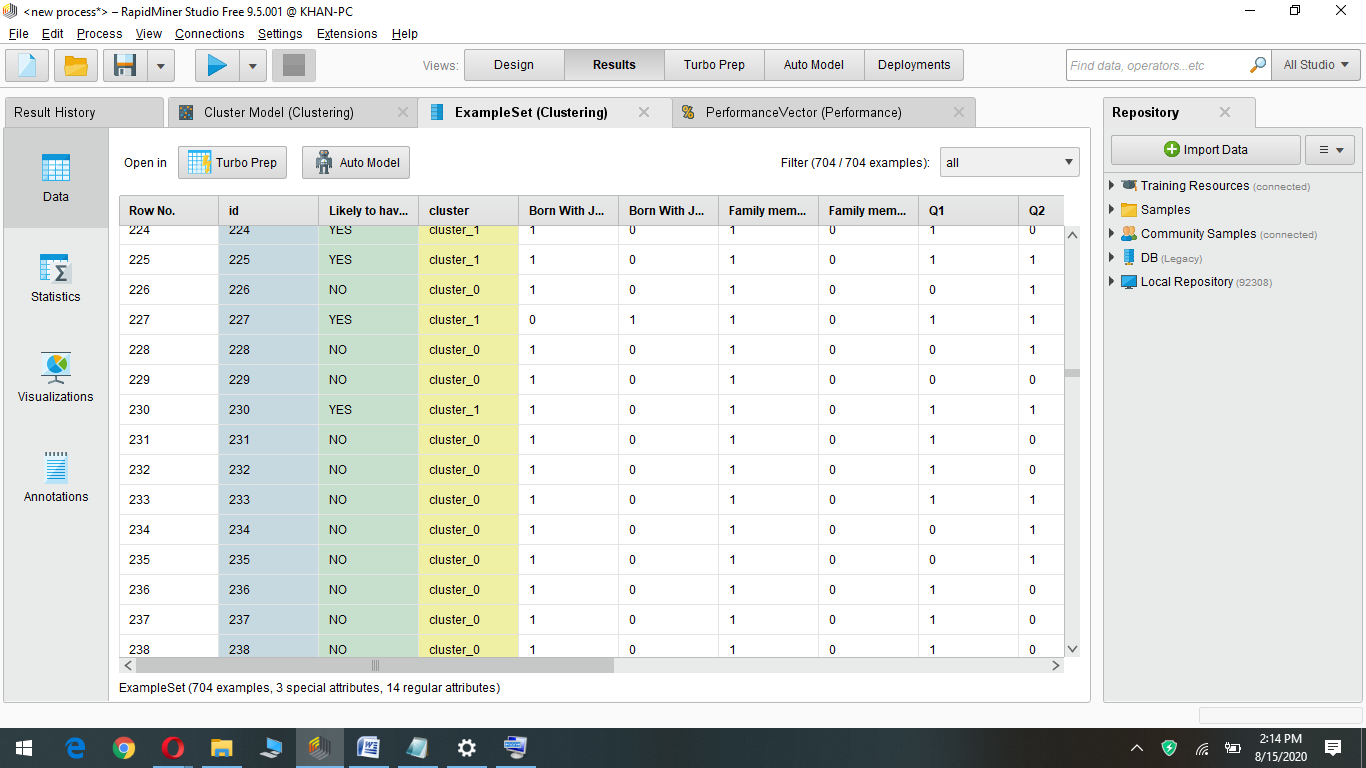 <new process*> – RapidMiner Studio Free 9.5.001 @ KHAN-PC
File Edit Process View Connections Settings Extensions Help
Views: Design Results Turbo Prep Auto Model Deployments Find data, operators...etc All Studio
Result History Cluster Model (Clustering) ExampleSet (Clustering) PerformanceVector (Performance) Repository
Open in Turbo Prep Auto Model Filter (704 / 704 examples): all Import Data
Data
Statistics
Visualizations
Annotations
Row No. id Likely to hav... cluster Born With J... Born With J... Family mem... Family mem... Q1 Q2
224 224 YES cluster_1 1 0 1 0 1 0
225 225 YES cluster_1 1 0 1 0 1 1
226 226 NO cluster_0 1 0 1 0 0 1
227 227 YES cluster_1 0 1 1 0 1 1
228 228 NO cluster_0 1 0 1 0 0 1
229 229 NO cluster_0 1 0 1 0 0 0
230 230 YES cluster_1 1 0 1 0 1 1
231 231 NO cluster_0 1 0 1 0 1 0
232 232 NO cluster_0 1 0 1 0 1 0
233 233 NO cluster_0 1 0 1 0 1 1
234 234 NO cluster_0 1 0 1 0 0 1
235 235 NO cluster_0 1 0 1 0 0 1
236 236 NO cluster_0 1 0 1 0 1 0
237 237 NO cluster_0 1 0 1 0 1 0
238 238 NO cluster_0 1 0 1 0 1 0
ExampleSet (704 examples, 3 special attributes, 14 regular attributes)
Training Resources (connected)
Samples
Community Samples (connected)
DB (Legacy)
Local Repository (92308)
2:14 PM
8/15/2020